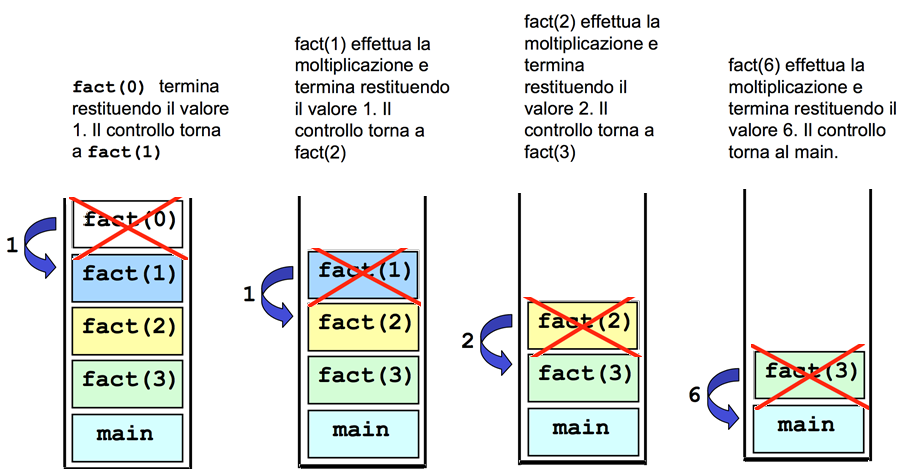 fact(0) termina
restituendo il valore
1. Il controllo torna
a fact(1)
fact(1) effettua la
moltiplicazione e
termina restituendo
il valore 1. Il
controllo torna a
fact(2)
fact(2) effettua la
moltiplicazione e
termina
restituendo il
valore 2. Il
controllo torna a
fact(3)
fact(6) effettua la
moltiplicazione e
termina restituendo il
valore 6. Il controllo
torna al main.
1
fact(0)
fact(1)
fact(2)
fact(3)
main
1
fact(1)
fact(2)
fact(3)
main
2
fact(2)
fact(3)
main
6
fact(3)
main